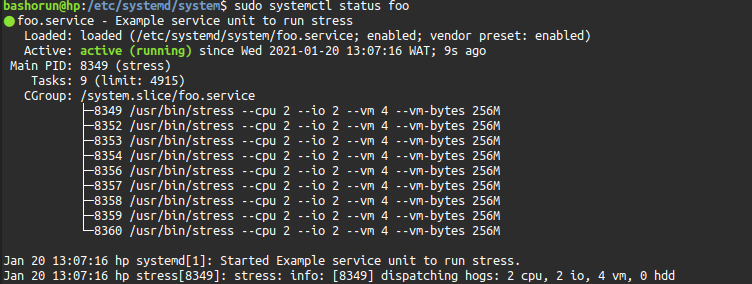 bashorun@hp:/etc/systemd/system$ sudo systemctl status foo
● foo.service - Example service unit to run stress
   Loaded: loaded (/etc/systemd/system/foo.service; enabled; vendor preset: enabled)
   Active: active (running) since Wed 2021-01-20 13:07:16 WAT; 9s ago
 Main PID: 8349 (stress)
    Tasks: 9 (limit: 4915)
   CGroup: /system.slice/foo.service
           ├─8349 /usr/bin/stress --cpu 2 --io 2 --vm 4 --vm-bytes 256M
           ├─8352 /usr/bin/stress --cpu 2 --io 2 --vm 4 --vm-bytes 256M
           ├─8353 /usr/bin/stress --cpu 2 --io 2 --vm 4 --vm-bytes 256M
           ├─8354 /usr/bin/stress --cpu 2 --io 2 --vm 4 --vm-bytes 256M
           ├─8356 /usr/bin/stress --cpu 2 --io 2 --vm 4 --vm-bytes 256M
           ├─8357 /usr/bin/stress --cpu 2 --io 2 --vm 4 --vm-bytes 256M
           ├─8358 /usr/bin/stress --cpu 2 --io 2 --vm 4 --vm-bytes 256M
           ├─8359 /usr/bin/stress --cpu 2 --io 2 --vm 4 --vm-bytes 256M
           └─8360 /usr/bin/stress --cpu 2 --io 2 --vm 4 --vm-bytes 256M
Jan 20 13:07:16 hp systemd[1]: Started Example service unit to run stress.
Jan 20 13:07:16 hp stress[8349]: stress: info: [8349] dispatching hogs: 2 cpu, 2 io, 4 vm, 0 hdd